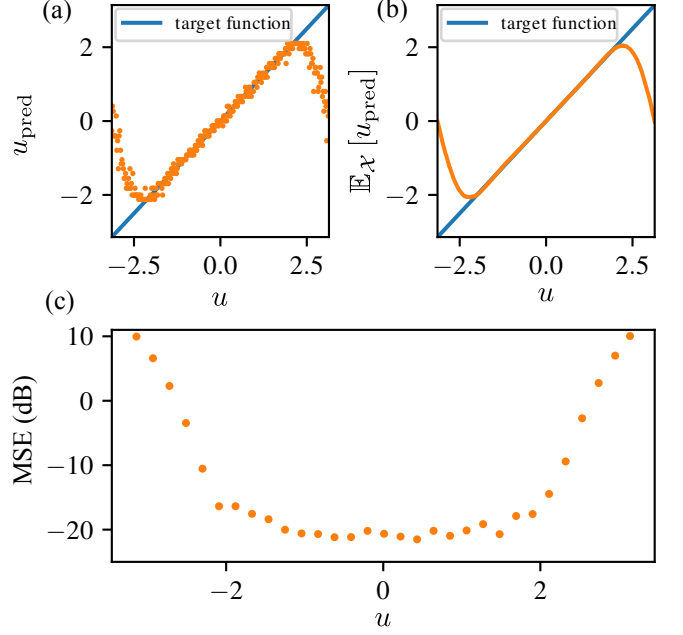 (a)
target function
2
0
−2
u_pred
−2.5 0.0 2.5
u
(b)
target function
2
0
−2
𝔼_𝒳 [u_pred]
−2.5 0.0 2.5
u
(c)
10
0
−10
−20
MSE (dB)
−2 0 2
u